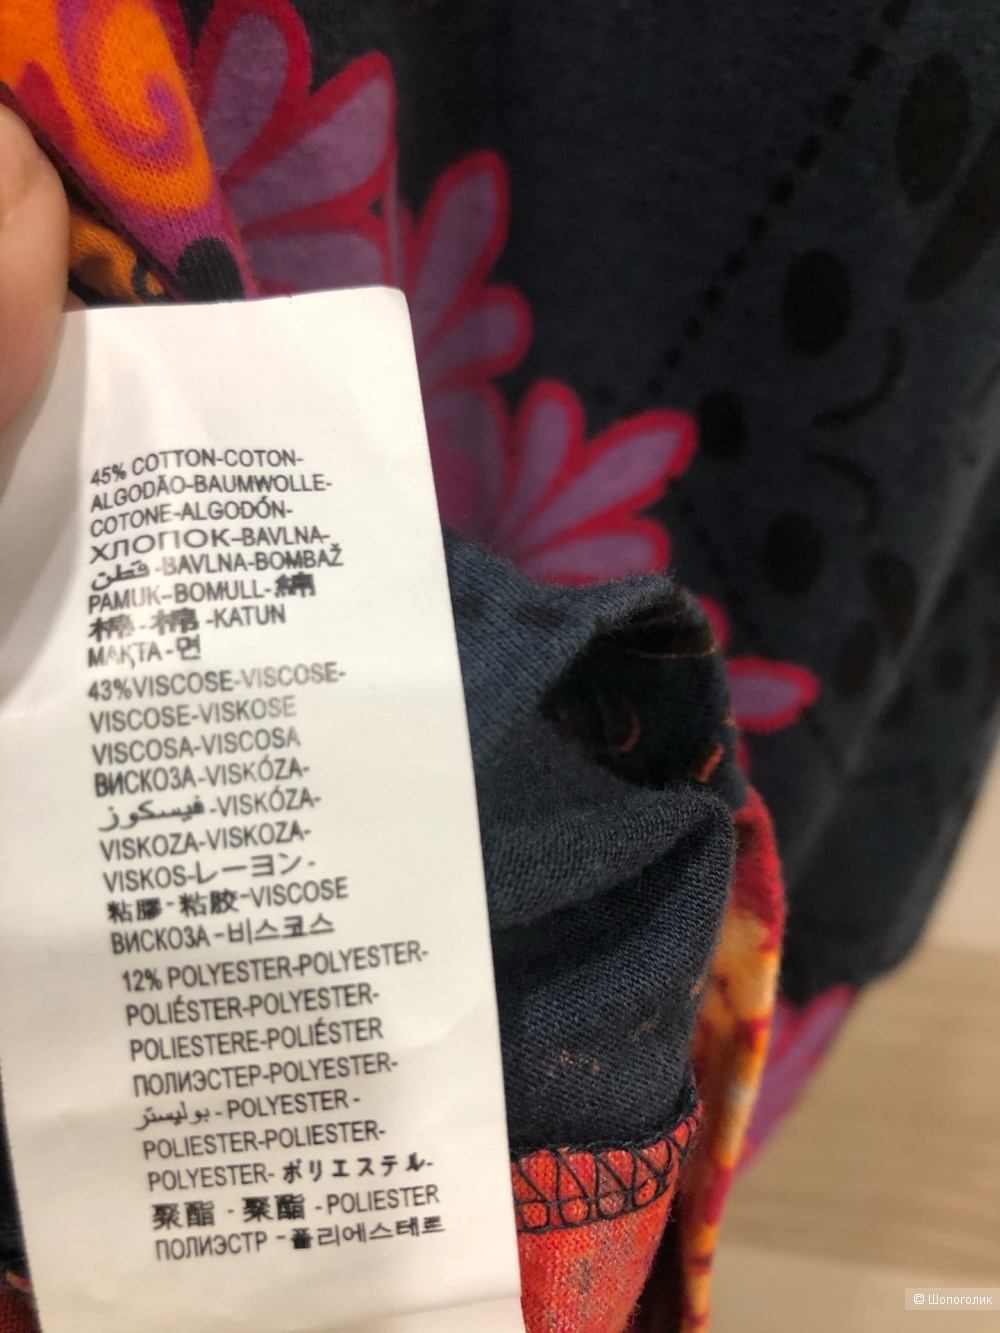 45% COTTON-COTON-
ALGODÃO-BAUMWOLLE-
COTONE-ALGODÓN-
ХЛОПОК-BAVLNA-
قطن-BAVLNA-BOMBAŽ
PAMUK-BOMULL-綿
棉-棉-KATUN
МАҚТА-면
43%VISCOSE-VISCOSE-
VISCOSE-VISKOSE
VISCOSA-VISCOSA
ВИСКОЗА-VISKÓZA-
فيسكوز-VISKÓZA-
VISKOZA-VISKOZA-
VISKOS-レーヨン-
粘膠-粘胶-VISCOSE
ВИСКОЗА-비스코스
12% POLYESTER-POLYESTER-
POLIÉSTER-POLYESTER-
POLIESTERE-POLIÉSTER
ПОЛИЭСТЕР-POLYESTER-
بوليستر-POLYESTER-
POLIESTER-POLIESTER-
POLYESTER-ポリエステル-
聚酯-聚酯-POLIESTER
ПОЛИЭСТР-폴리에스테르
© Шопоголик